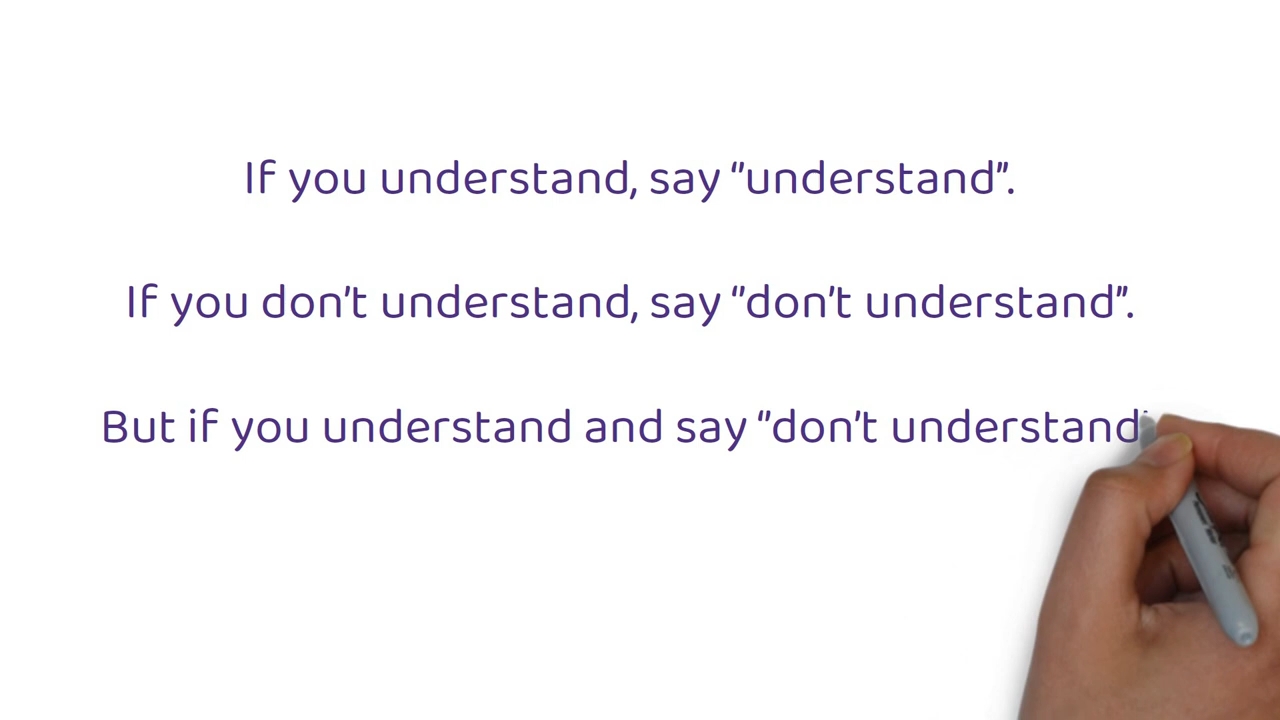 If you understand, say “understand”.
If you don’t understand, say “don’t understand”.
But if you understand and say “don’t understand